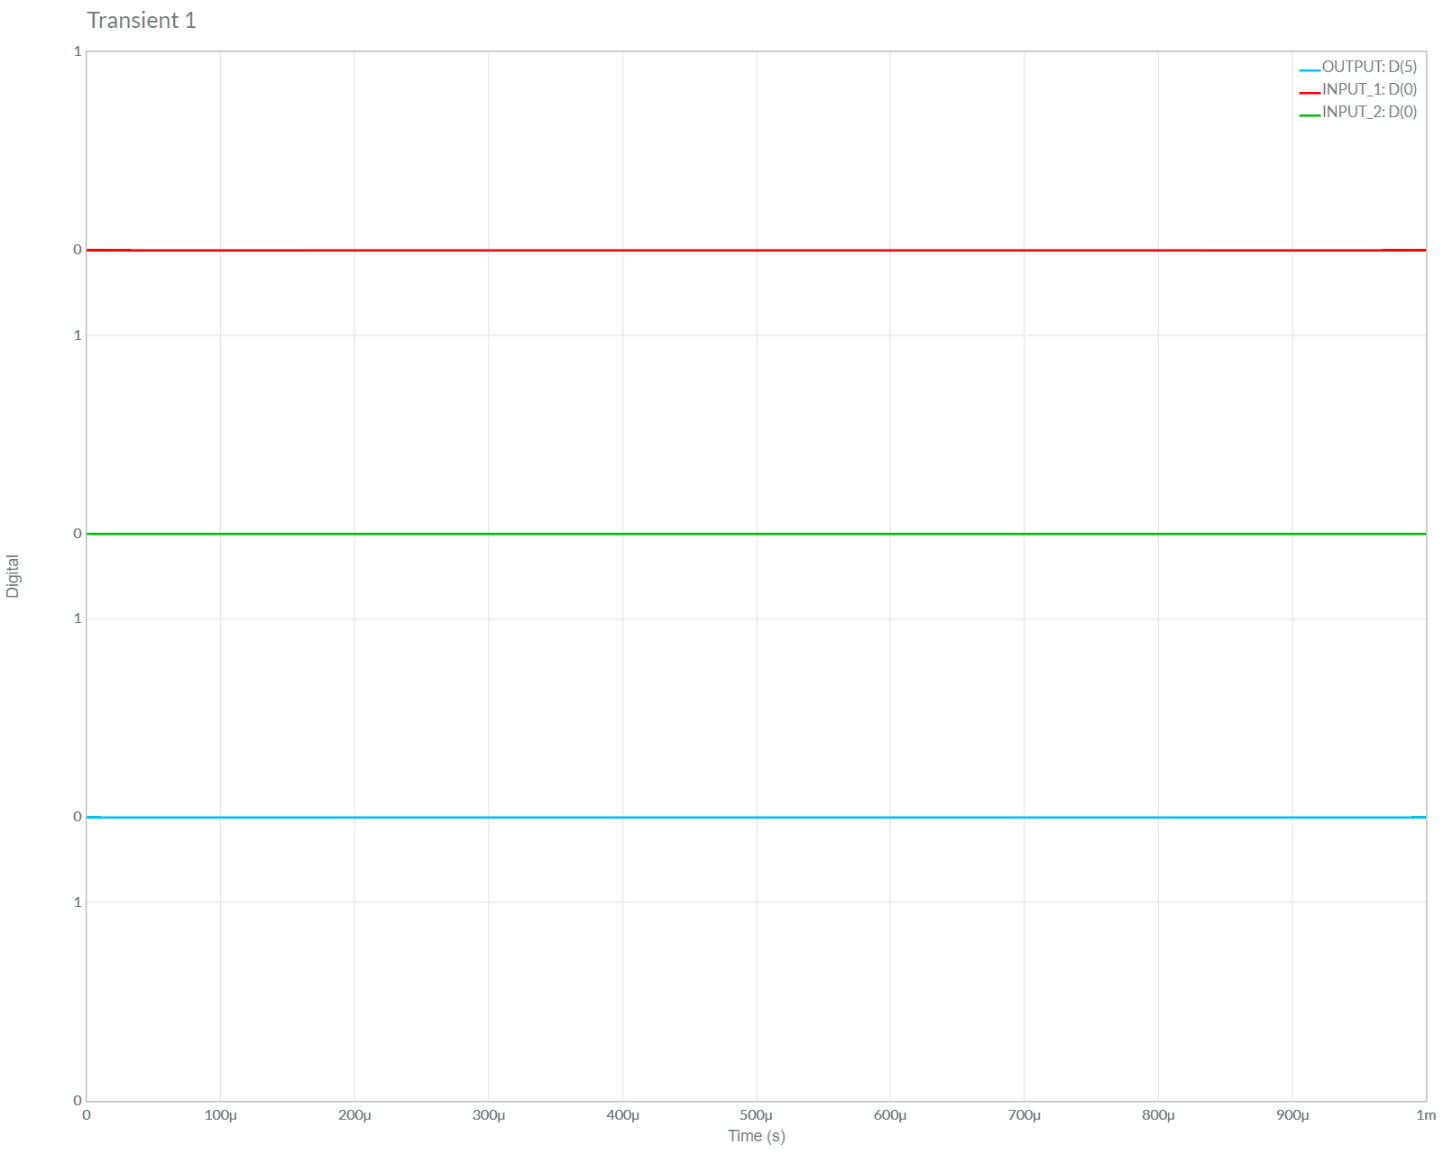 Transient 1
1
OUTPUT: D(5)
INPUT_1: D(0)
INPUT_2: D(0)
0
1
0
Digital
1
0
1
0
0 100µ 200µ 300µ 400µ 500µ 600µ 700µ 800µ 900µ 1m
Time (s)